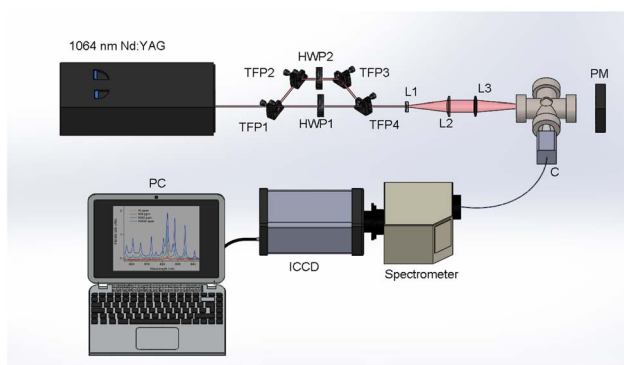 1064 nm Nd:YAG
HWP2
TFP2
TFP3
L1
L3
PM
TFP1
HWP1
TFP4
L2
C
PC
ICCD
Spectrometer